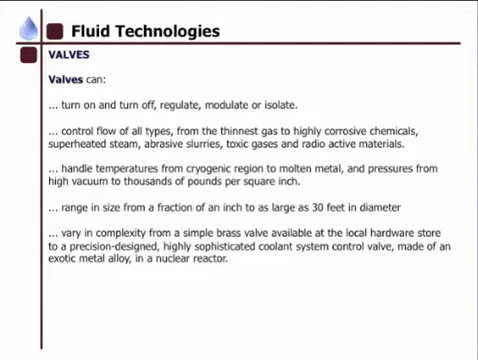 Fluid Technologies
VALVES
Valves can:
... turn on and turn off, regulate, modulate or isolate.
... control flow of all types, from the thinnest gas to highly corrosive chemicals,
superheated steam, abrasive slurries, toxic gases and radio active materials.
... handle temperatures from cryogenic region to molten metal, and pressures from
high vacuum to thousands of pounds per square inch.
... range in size from a fraction of an inch to as large as 30 feet in diameter
... vary in complexity from a simple brass valve available at the local hardware store
to a precision-designed, highly sophisticated coolant system control valve, made of an
exotic metal alloy, in a nuclear reactor.